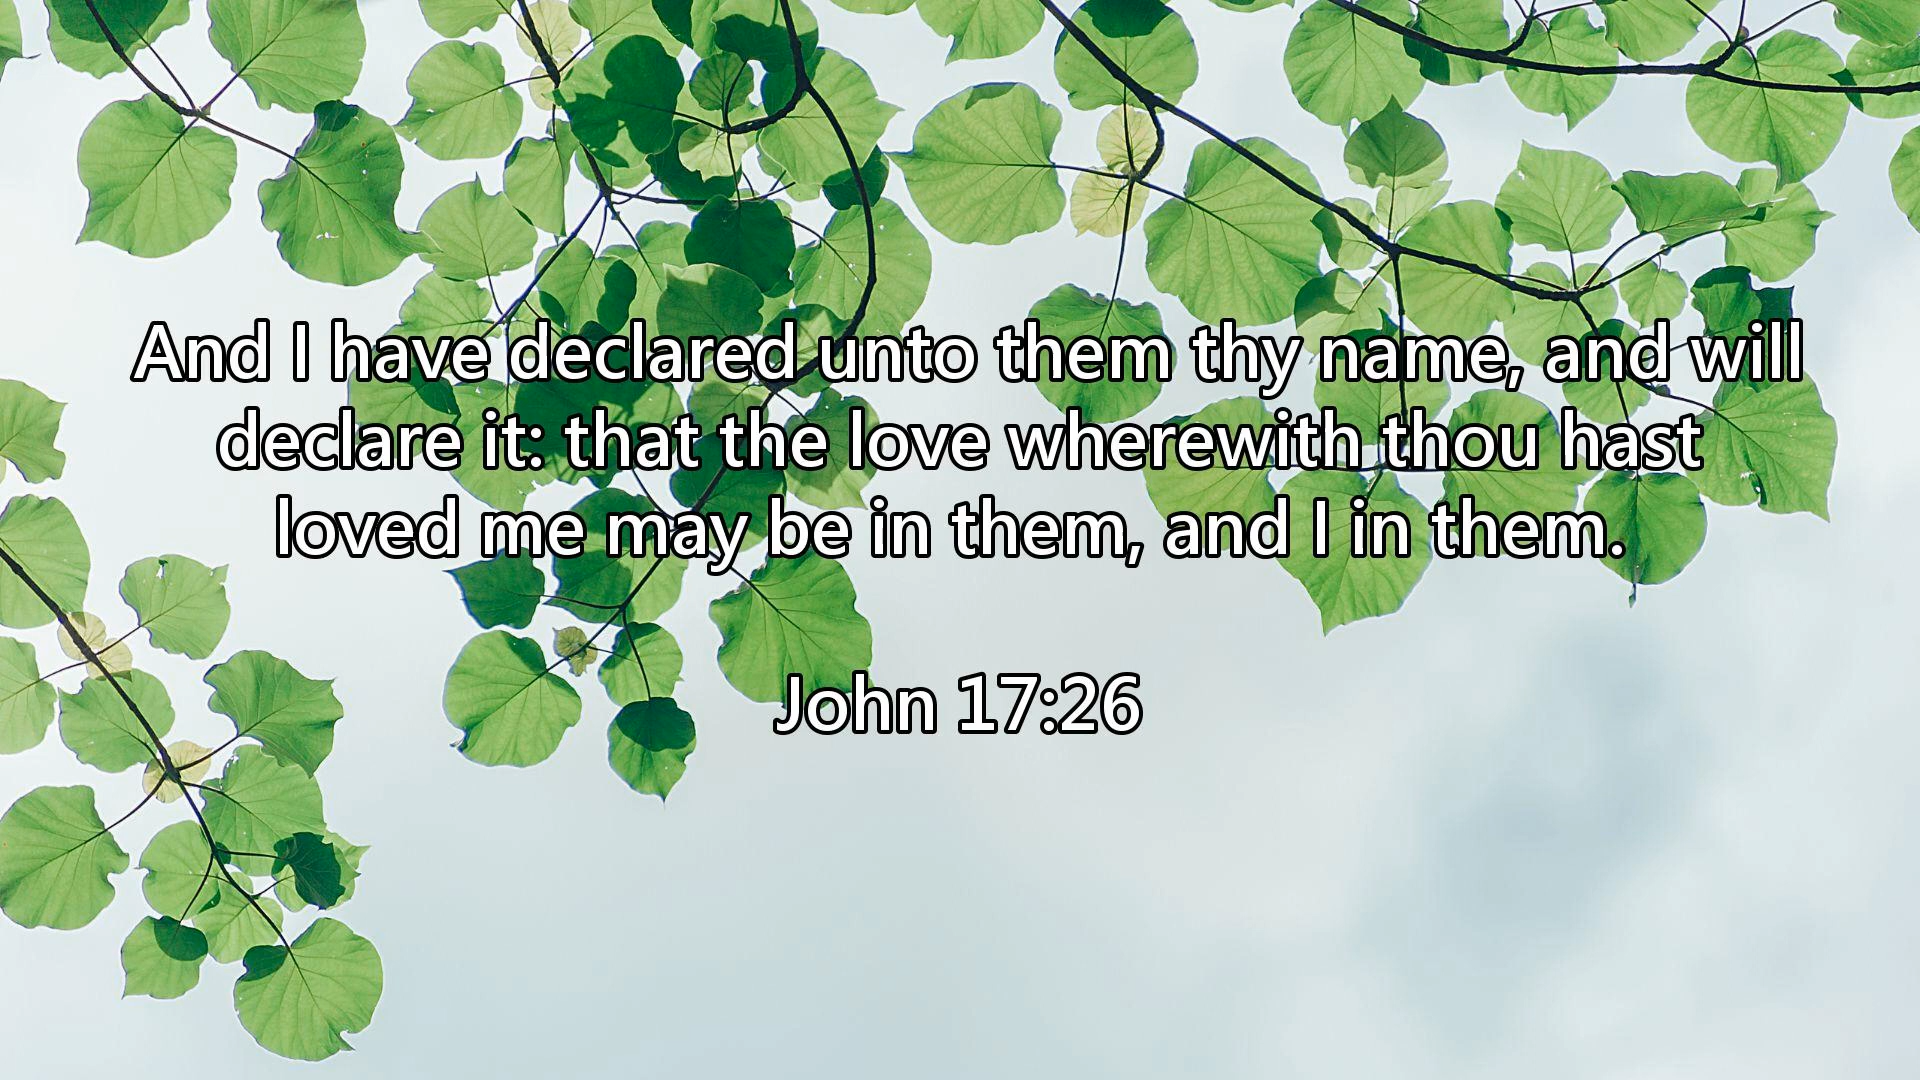 And I have declared unto them thy name, and will
declare it: that the love wherewith thou hast
loved me may be in them, and I in them.
John 17:26